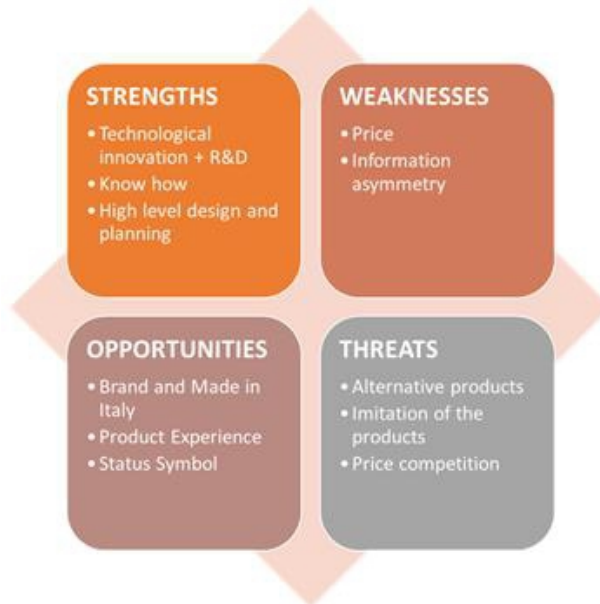 STRENGTHS
• Technological
innovation + R&D
• Know how
• High level design and
planning
WEAKNESSES
• Price
• Information
asymmetry
OPPORTUNITIES
• Brand and Made in
Italy
• Product Experience
• Status Symbol
THREATS
• Alternative products
• Imitation of the
products
• Price competition